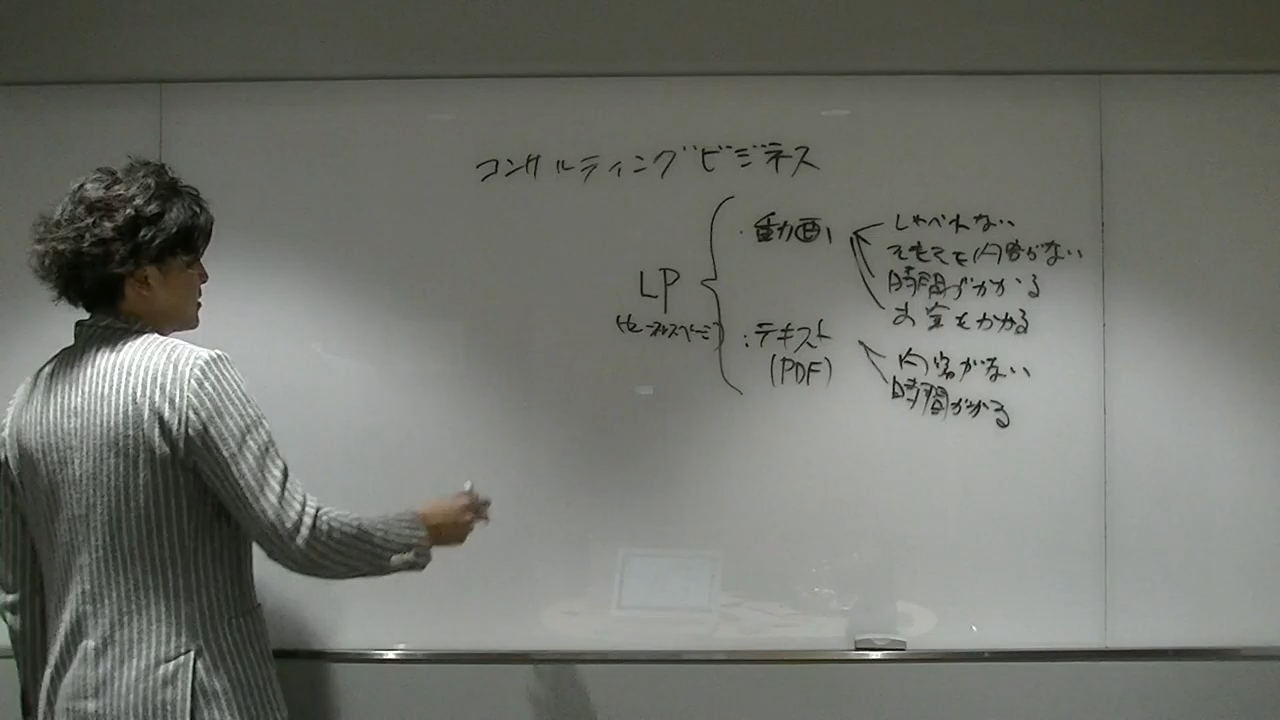 コンサルティングビジネス
LP
(セールスページ)
・動画
しゃべれない
そもそも内容がない
時間がかかる
お金もかかる
・テキスト
(PDF)
内容がない
時間がかかる